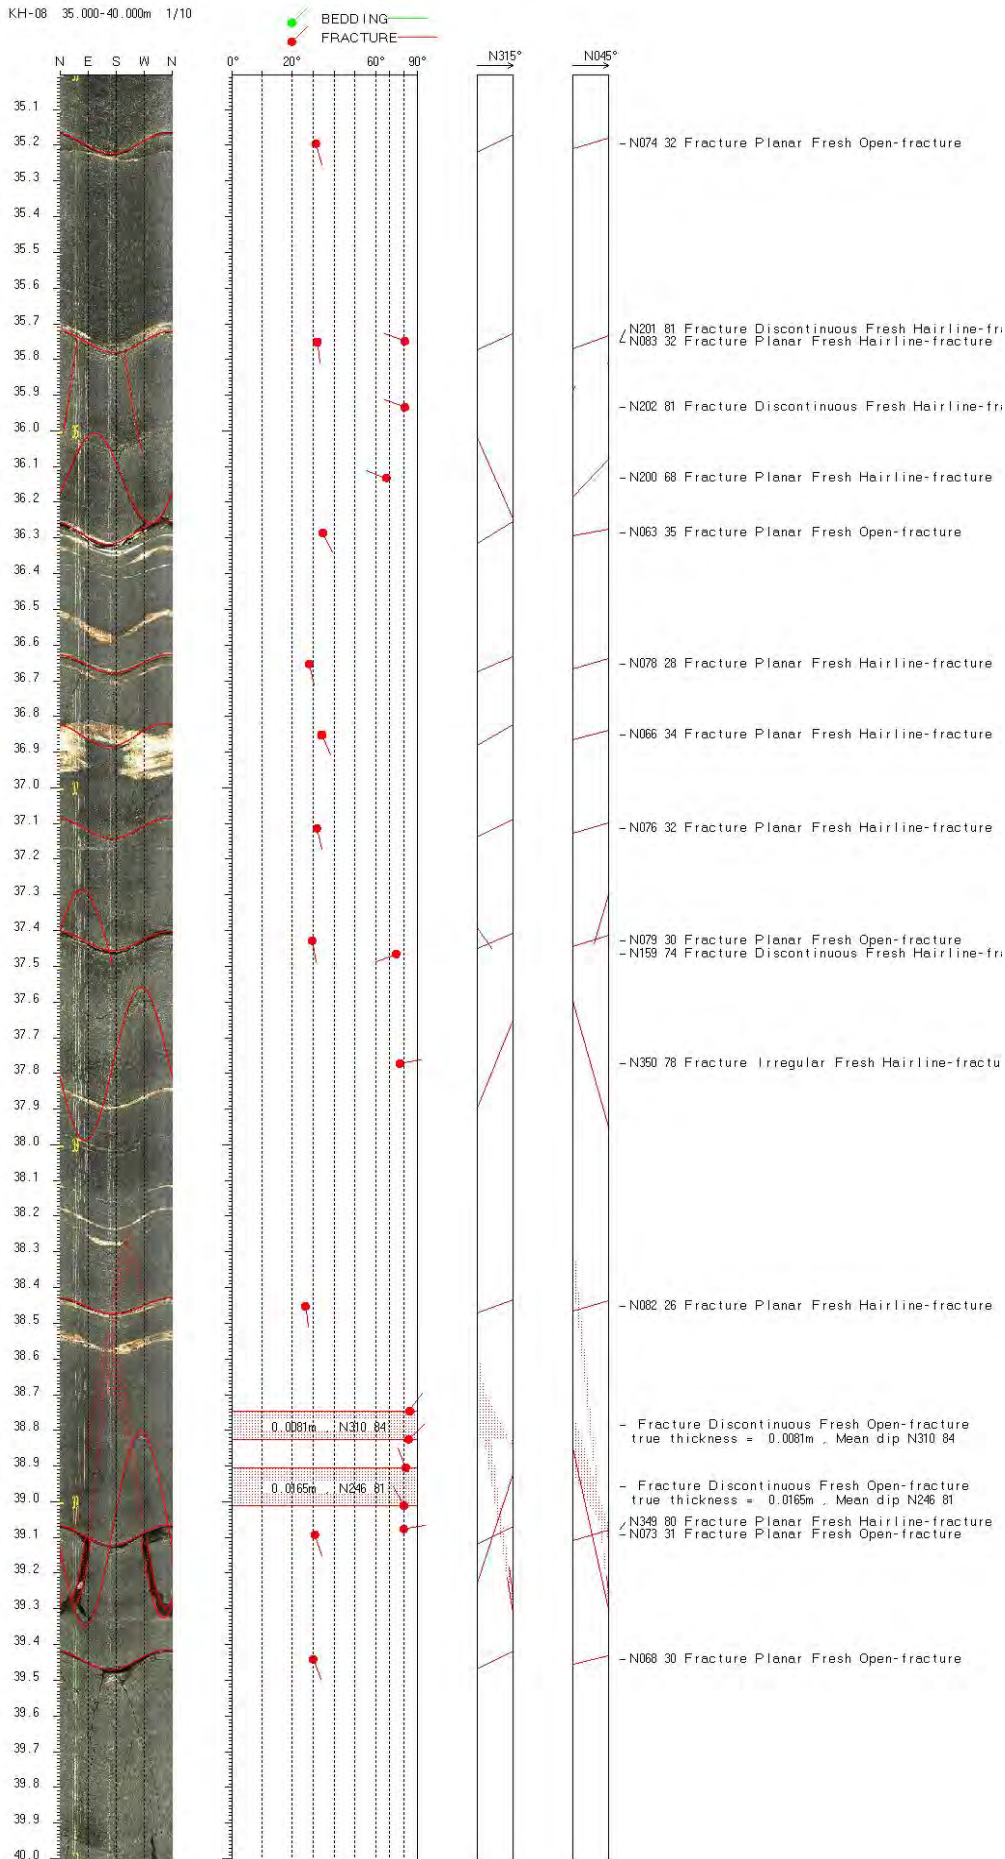 KH-08 35.000-40.000m 1/10
BEDDING
FRACTURE
N E S W N
0° 20° 60° 90°
N315°
N045°
35.1
35.2
N074 32 Fracture Planar Fresh Open-fracture
35.3
35.4
35.5
35.6
35.7
N201 81 Fracture Discontinuous Fresh Hairline-fra
N083 32 Fracture Planar Fresh Hairline-fracture
35.8
35.9
N202 81 Fracture Discontinuous Fresh Hairline-fra
36.0
36.1
N200 68 Fracture Planar Fresh Hairline-fracture
36.2
36.3
N063 35 Fracture Planar Fresh Open-fracture
36.4
36.5
36.6
N078 28 Fracture Planar Fresh Hairline-fracture
36.7
36.8
N066 34 Fracture Planar Fresh Hairline-fracture
36.9
37.0
37.1
N076 32 Fracture Planar Fresh Hairline-fracture
37.2
37.3
37.4
N079 30 Fracture Planar Fresh Open-fracture
N159 74 Fracture Discontinuous Fresh Hairline-fra
37.5
37.6
37.7
N350 78 Fracture Irregular Fresh Hairline-fractu
37.8
37.9
38.0
38.1
38.2
38.3
38.4
N082 26 Fracture Planar Fresh Hairline-fracture
38.5
38.6
38.7
0.0081m , N310 84
Fracture Discontinuous Fresh Open-fracture
true thickness = 0.0081m , Mean dip N310 84
38.8
38.9
0.0165m , N246 81
Fracture Discontinuous Fresh Open-fracture
true thickness = 0.0165m , Mean dip N246 81
39.0
N349 80 Fracture Planar Fresh Hairline-fracture
N073 31 Fracture Planar Fresh Open-fracture
39.1
39.2
39.3
39.4
N068 30 Fracture Planar Fresh Open-fracture
39.5
39.6
39.7
39.8
39.9
40.0